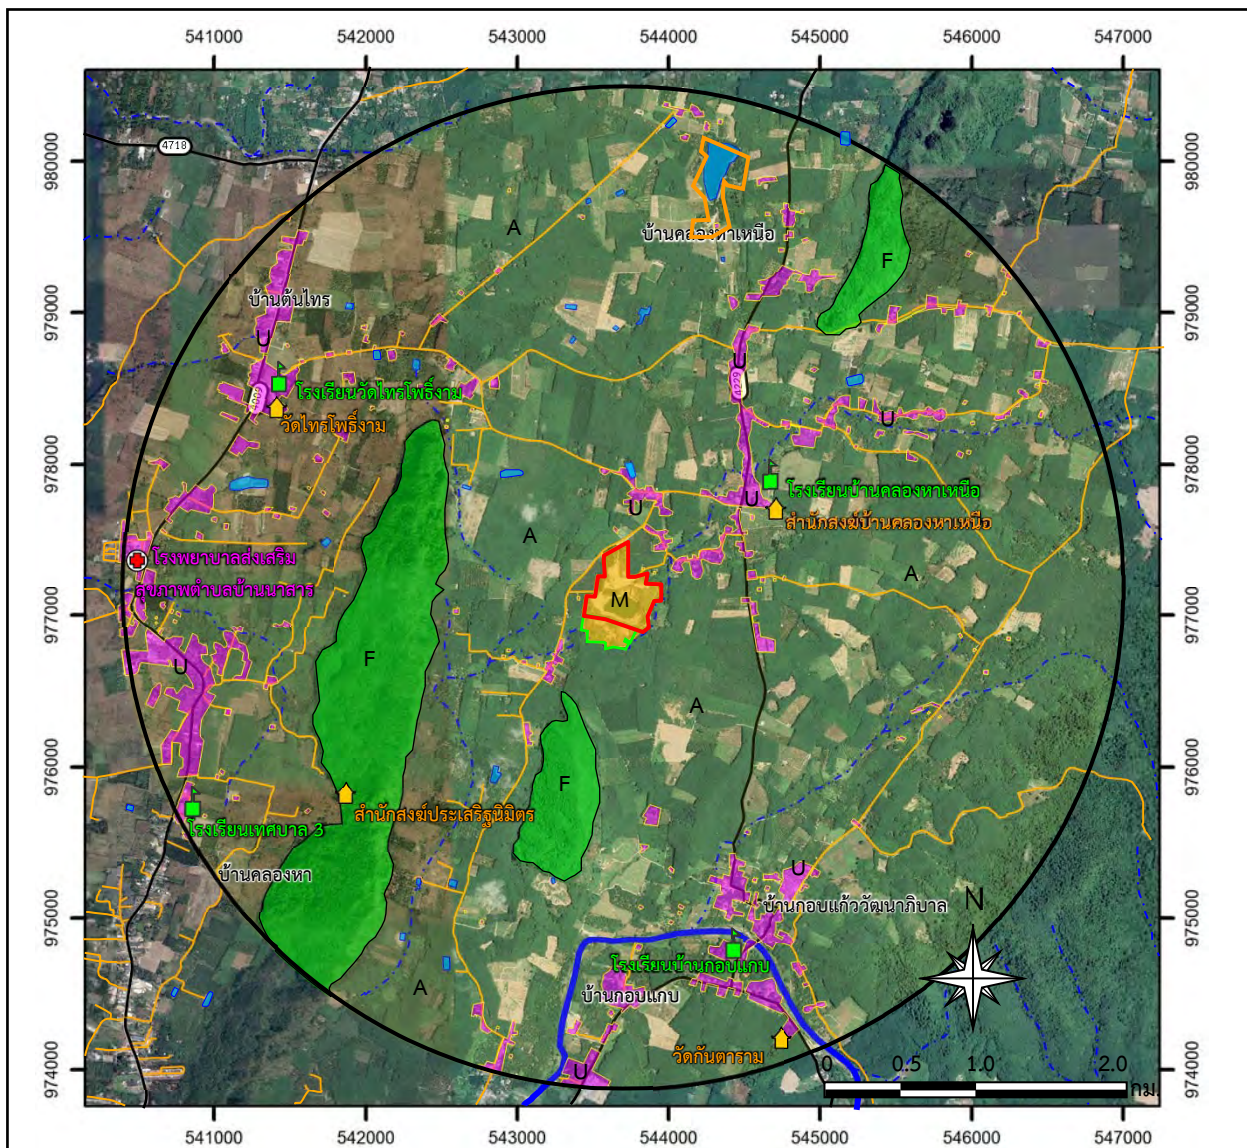 541000 542000 543000 544000 545000 546000 547000
980000
979000
978000
977000
976000
975000
974000
980000
979000
978000
977000
976000
975000
974000
4718
A
บ้านคลองหาเหนือ
F
บ้านต้นไทร
U
U
4009
4229
โรงเรียนวัดไทรโพธิ์งาม
วัดไทรโพธิ์งาม
U
โรงเรียนบ้านคลองหาเหนือ
สำนักสงฆ์บ้านคลองหาเหนือ
U
U
A
โรงพยาบาลส่งเสริม
สุขภาพตำบลบ้านนาสาร
A
M
F
U
A
F
สำนักสงฆ์ประเสริฐนิมิตร
โรงเรียนเทศบาล 3
บ้านคลองหา
U
บ้านกอบแก้ววัฒนาภิบาล
N
โรงเรียนบ้านกอบแกบ
บ้านกอบแกบ
A
วัดกันตาราม
U
0 0.5 1.0 2.0
กม.
541000 542000 543000 544000 545000 546000 547000